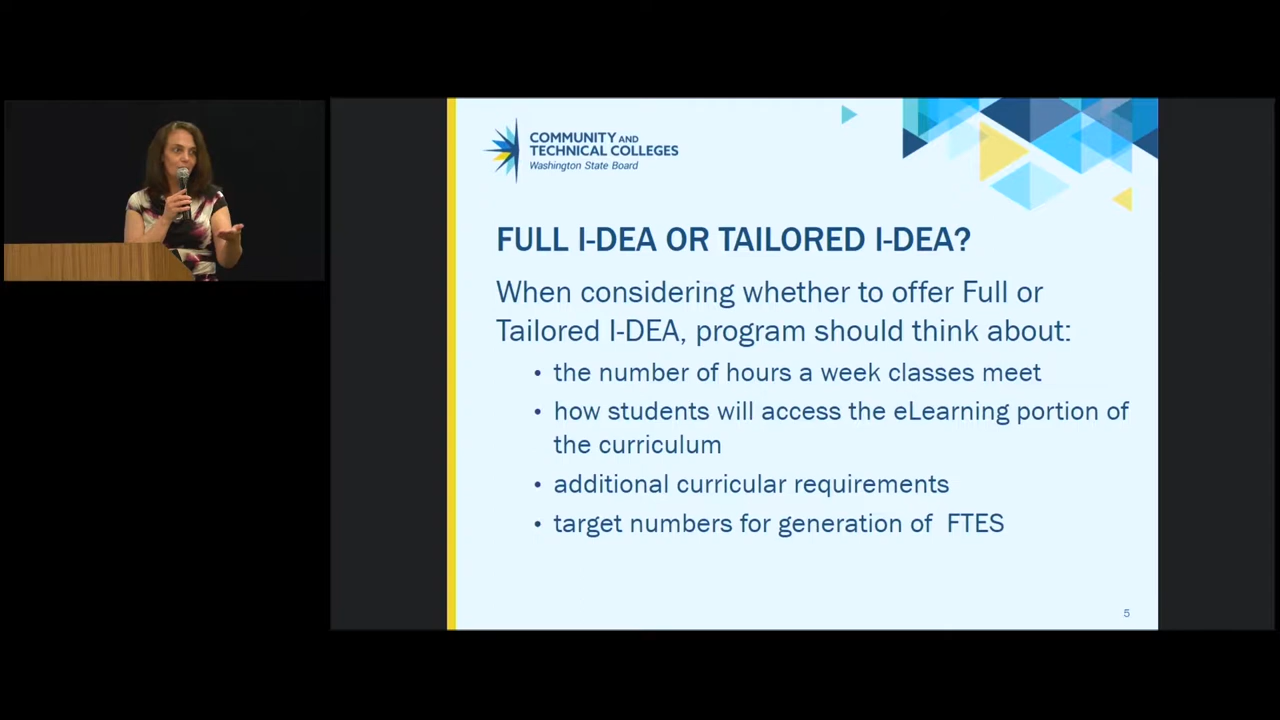 COMMUNITY AND
TECHNICAL COLLEGES
Washington State Board
FULL I-DEA OR TAILORED I-DEA?
When considering whether to offer Full or
Tailored I-DEA, program should think about:
• the number of hours a week classes meet
• how students will access the eLearning portion of
the curriculum
• additional curricular requirements
• target numbers for generation of FTES
5